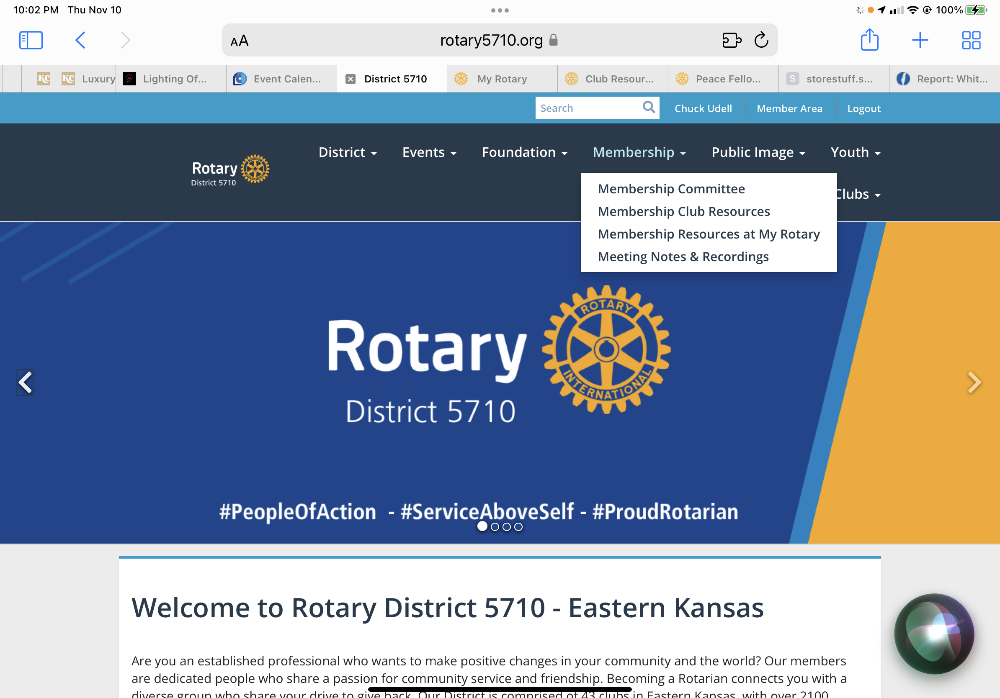 10:02 PM Thu Nov 10
100%
AA
rotary5710.org
KC
KC Luxury
Lighting Of...
Event Calen...
District 5710
My Rotary
Club Resour...
Peace Fello...
S storestuff.s...
Report: Whit...
Search
Chuck Udell
Member Area
Logout
Rotary
District 5710
District
Events
Foundation
Membership
Public Image
Youth
Clubs
Membership Committee
Membership Club Resources
Membership Resources at My Rotary
Meeting Notes & Recordings
Rotary
District 5710
ROTARY
INTERNATIONAL
#PeopleOfAction - #ServiceAboveSelf - #ProudRotarian
Welcome to Rotary District 5710 - Eastern Kansas
Are you an established professional who wants to make positive changes in your community and the world? Our members
are dedicated people who share a passion for community service and friendship. Becoming a Rotarian connects you with a
diverse group who share your drive to give back. Our District is comprised of 43 clubs in Eastern Kansas, with over 2100